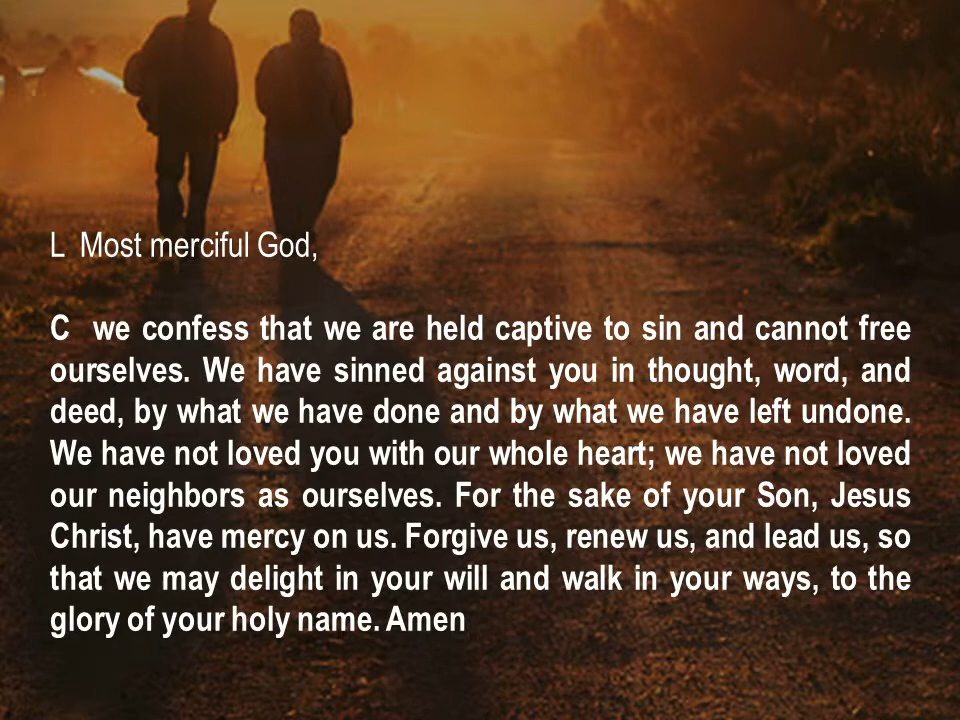 L  Most merciful God,
C  we confess that we are held captive to sin and cannot free
ourselves. We have sinned against you in thought, word, and
deed, by what we have done and by what we have left undone.
We have not loved you with our whole heart; we have not loved
our neighbors as ourselves. For the sake of your Son, Jesus
Christ, have mercy on us. Forgive us, renew us, and lead us, so
that we may delight in your will and walk in your ways, to the
glory of your holy name. Amen